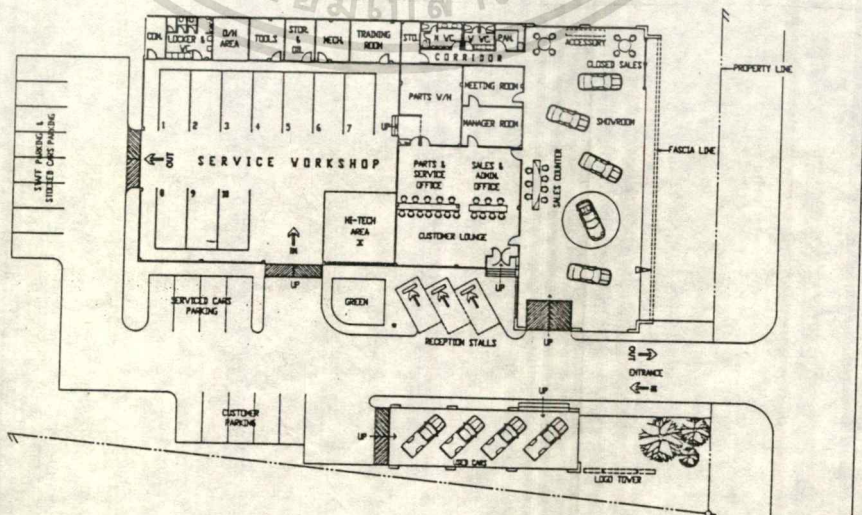 COM.
LOCKER &
WC.
O/H
AREA
TOOLS
STOR.
&
OIL
MECH.
TRAINING
ROOM
STO.
M WC.
W WC.
PAN.
CORRIDOR
ACCESSORY
CLOSED SALES
PROPERTY LINE
PARTS W/H
MEETING ROOM
MANAGER ROOM
SHOWROOM
FASCIA LINE
STAFF PARKING &
STOCKED CARS PARKING
1 2 3 4 5 6 7
UP
OUT
SERVICE WORKSHOP
PARTS &
SERVICE
OFFICE
SALES &
ADMIN.
OFFICE
SALES COUNTER
8 9 10
HI-TECH
AREA
IN
CUSTOMER LOUNGE
UP
UP
SERVICED CARS
PARKING
GREEN
RECEPTION STALLS
UP
OUT
ENTRANCE
IN
CUSTOMER
PARKING
UP
UP
USED CARS
LOGO TOWER